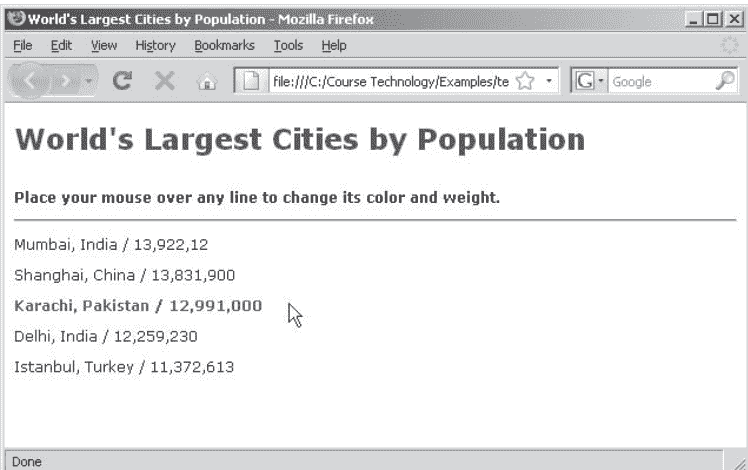 World's Largest Cities by Population - Mozilla Firefox
File Edit View History Bookmarks Tools Help
file:///C:/Course Technology/Examples/te G Google
World's Largest Cities by Population
Place your mouse over any line to change its color and weight.
Mumbai, India / 13,922,12
Shanghai, China / 13,831,900
Karachi, Pakistan / 12,991,000
Delhi, India / 12,259,230
Istanbul, Turkey / 11,372,613
Done